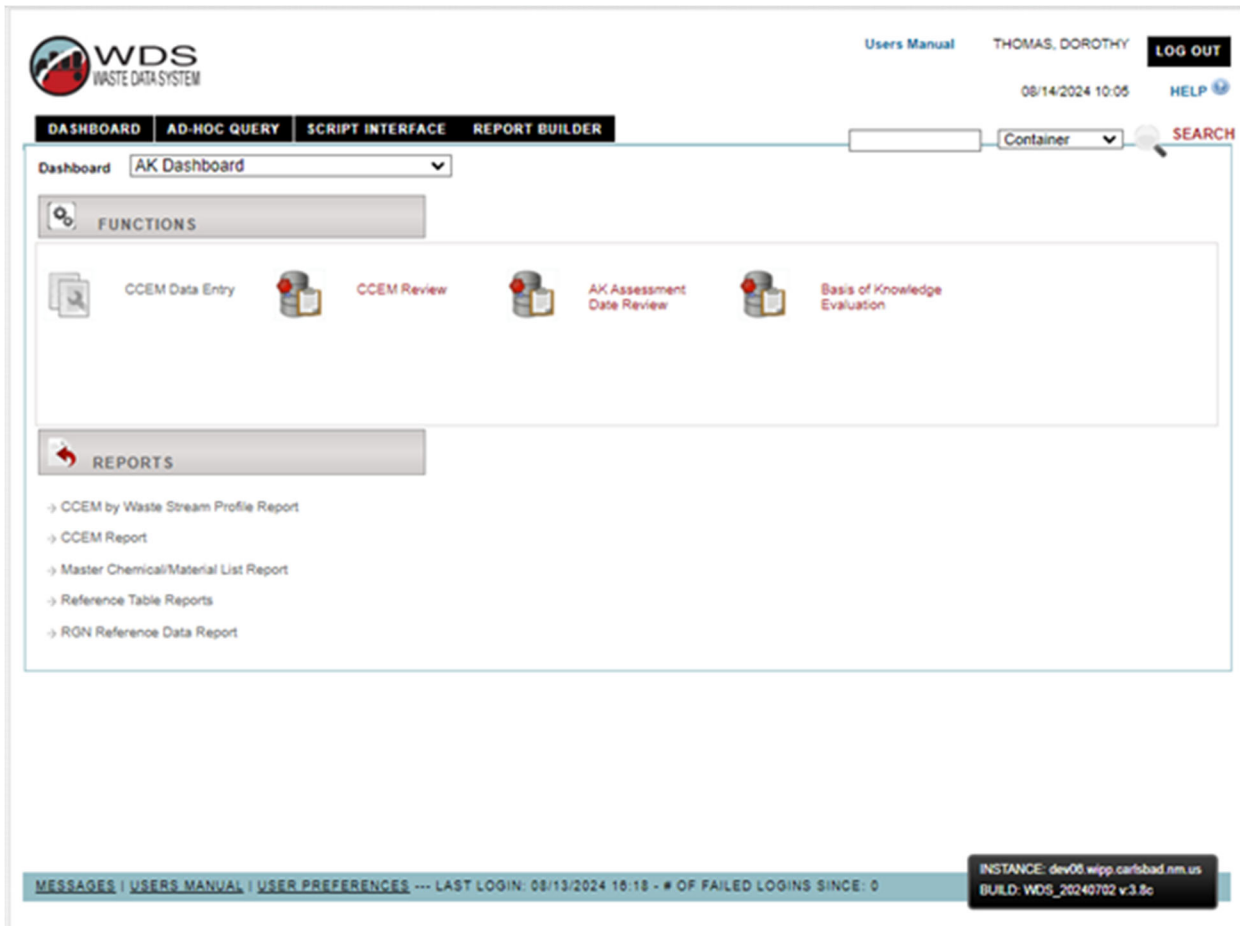 WDS
WASTE DATA SYSTEM
Users Manual
THOMAS, DOROTHY
LOG OUT
08/14/2024 10:05
HELP
DASHBOARD
AD-HOC QUERY
SCRIPT INTERFACE
REPORT BUILDER
Container
SEARCH
Dashboard
AK Dashboard
FUNCTIONS
CCEM Data Entry
CCEM Review
AK Assessment
Date Review
Basis of Knowledge
Evaluation
REPORTS
CCEM by Waste Stream Profile Report
CCEM Report
Master Chemical/Material List Report
Reference Table Reports
RGN Reference Data Report
MESSAGES | USERS MANUAL | USER PREFERENCES --- LAST LOGIN: 08/13/2024 16:18 - # OF FAILED LOGINS SINCE: 0
INSTANCE: dev06.wipp.carlsbad.nm.us
BUILD: WDS_20240702 v:3.8c